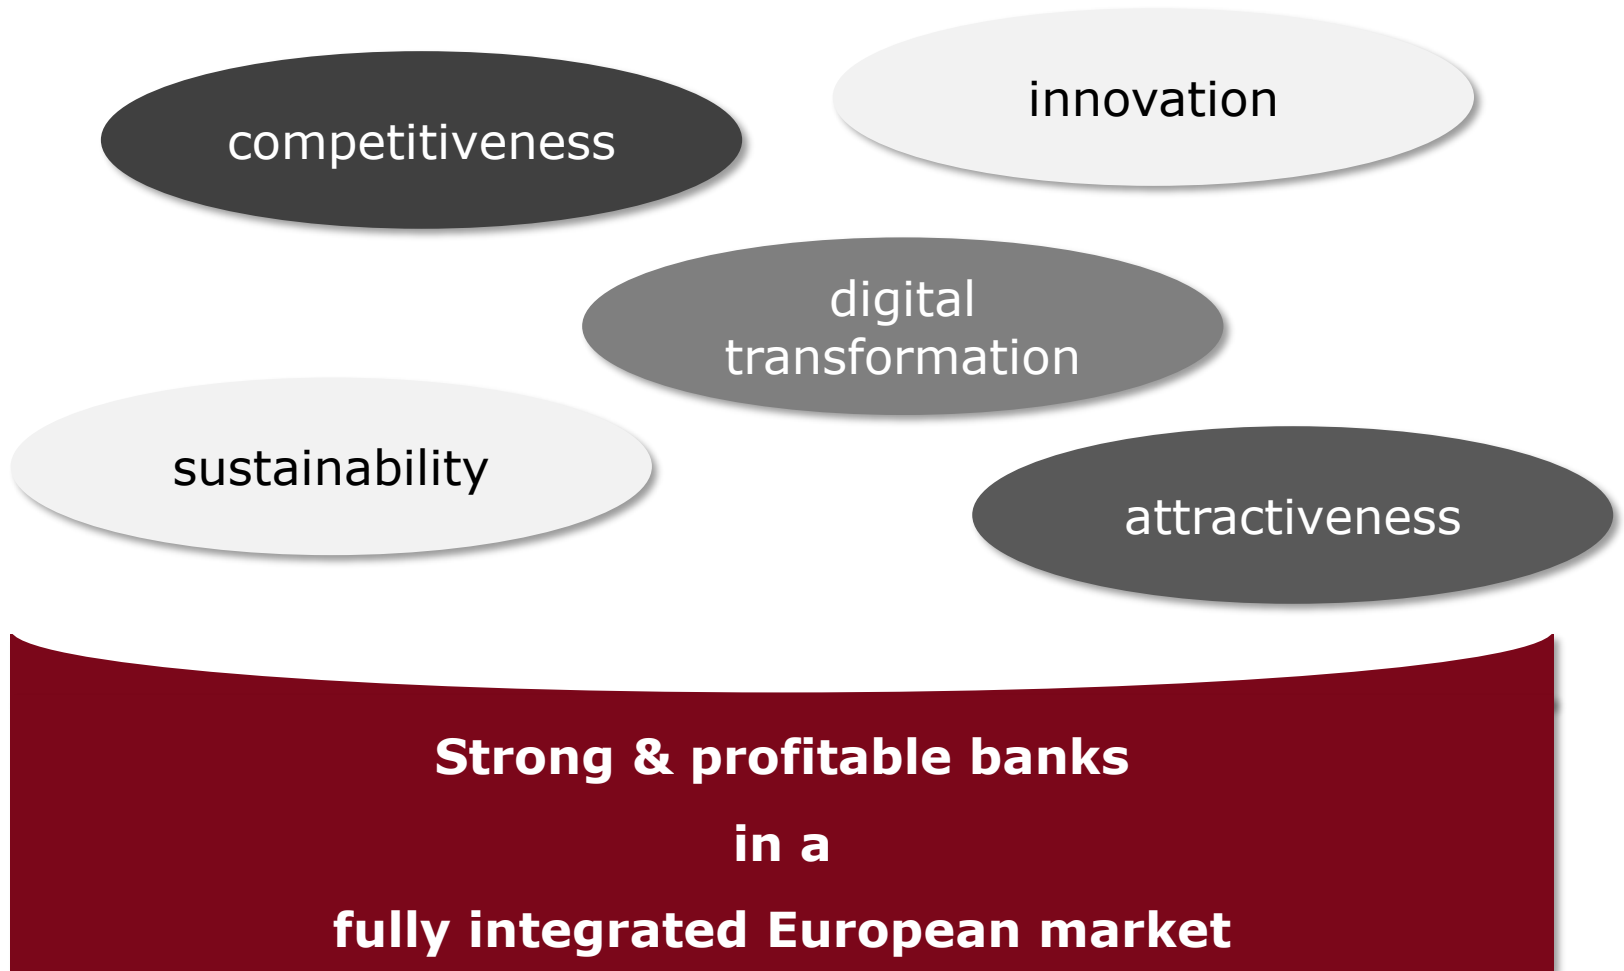 competitiveness
innovation
digital
transformation
sustainability
attractiveness
Strong & profitable banks
in a
fully integrated European market